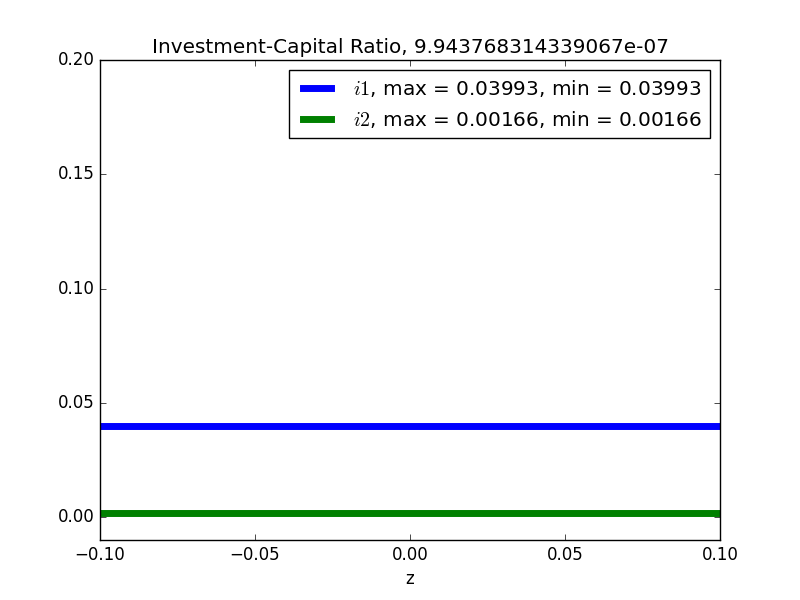 Investment-Capital Ratio, 9.943768314339067e-07
0.20
i1, max = 0.03993, min = 0.03993
i2, max = 0.00166, min = 0.00166
0.15
0.10
0.05
0.00
−0.10 −0.05 0.00 0.05 0.10
z